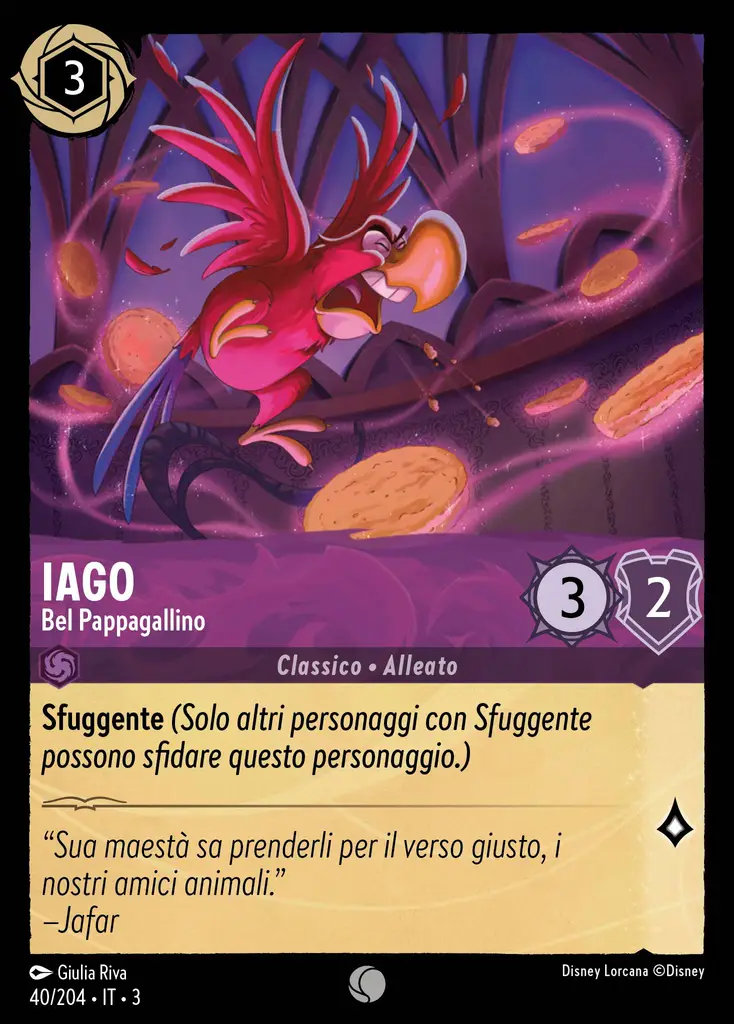 3
IAGO
Bel Pappagallino
3
2
Classico • Alleato
Sfuggente (Solo altri personaggi con Sfuggente
possono sfidare questo personaggio.)
“Sua maestà sa prenderli per il verso giusto, i
nostri amici animali.”
–Jafar
Giulia Riva
Disney Lorcana ©Disney
40/204 • IT • 3